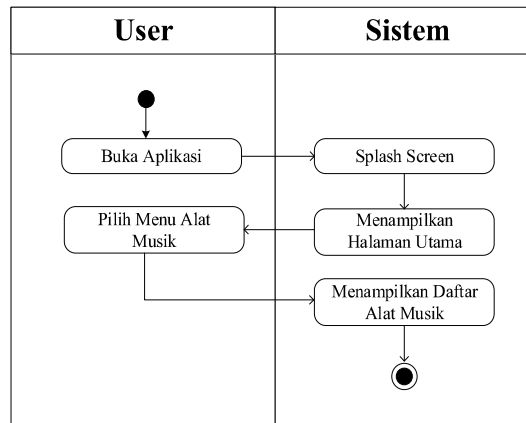 User
Sistem
Buka Aplikasi
Splash Screen
Pilih Menu Alat
Musik
Menampilkan
Halaman Utama
Menampilkan Daftar
Alat Musik